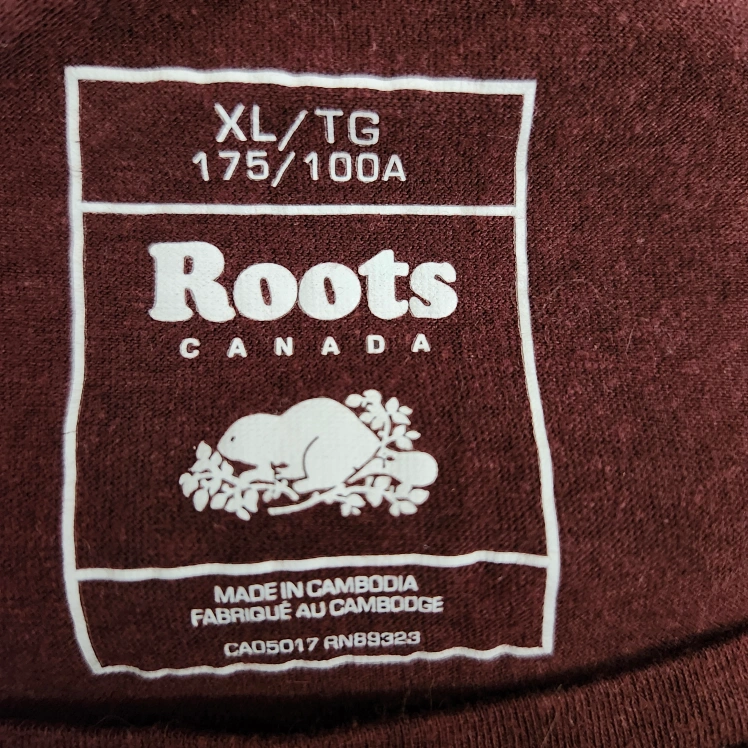 XL/TG
175/100A
Roots
CANADA
MADE IN CAMBODIA
FABRIQUÉ AU CAMBODGE
CA05017 RN89323